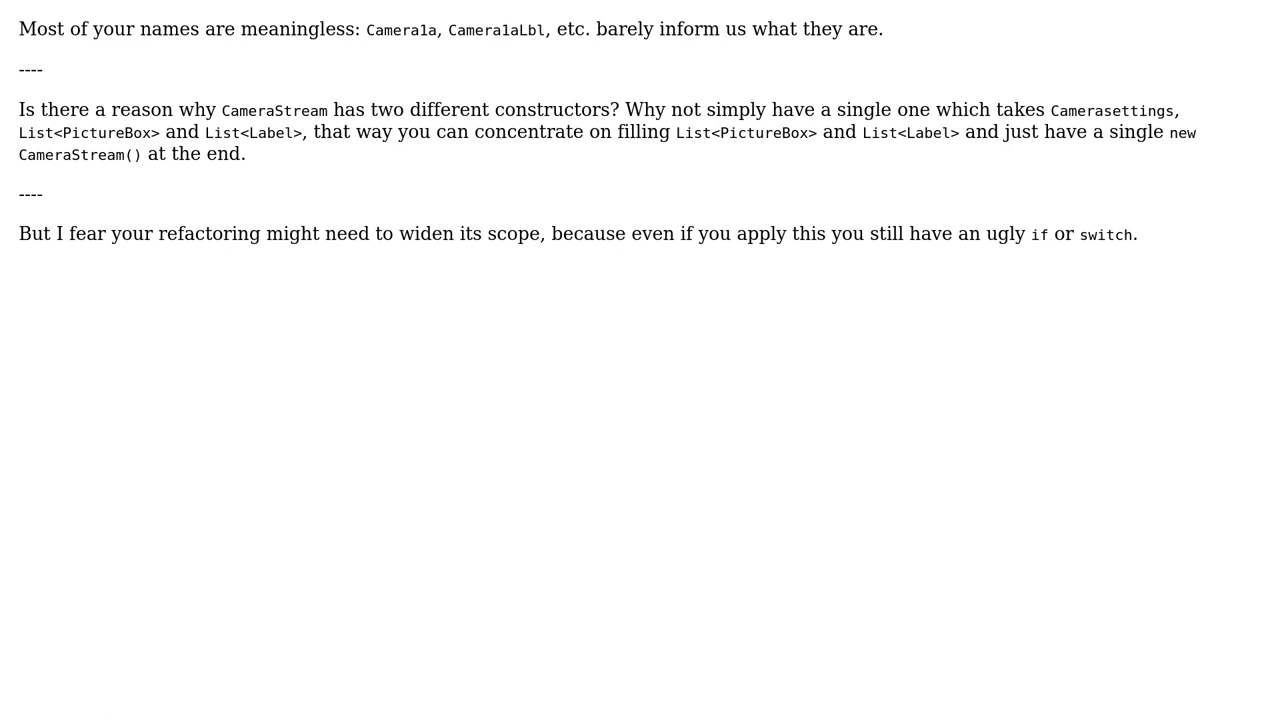 Most of your names are meaningless: Camera1a, Camera1aLbl, etc. barely inform us what they are.
----
Is there a reason why CameraStream has two different constructors? Why not simply have a single one which takes Camerasettings,
List<PictureBox> and List<Label>, that way you can concentrate on filling List<PictureBox> and List<Label> and just have a single new
CameraStream() at the end.
----
But I fear your refactoring might need to widen its scope, because even if you apply this you still have an ugly if or switch.